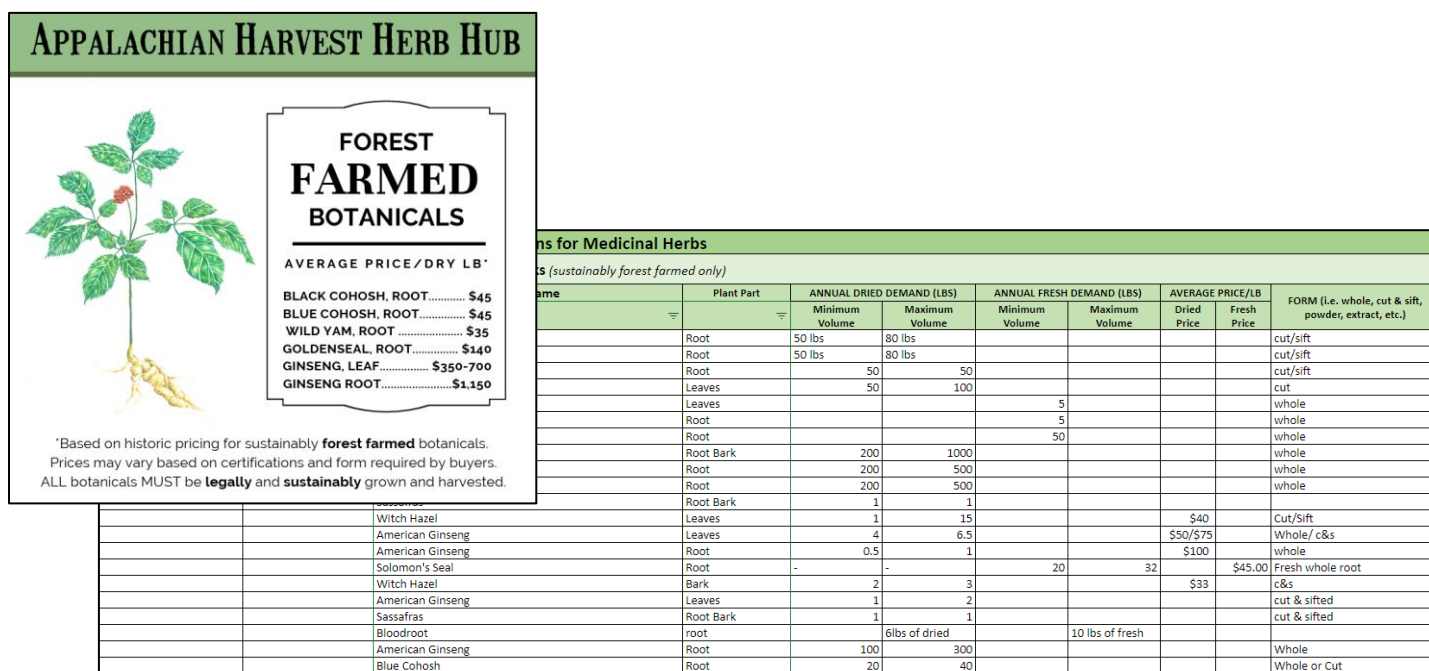 APPALACHIAN HARVEST HERB HUB
FOREST
FARMED
BOTANICALS
AVERAGE PRICE/DRY LB*
BLACK COHOSH, ROOT............ $45
BLUE COHOSH, ROOT............... $45
WILD YAM, ROOT ..................... $35
GOLDENSEAL, ROOT............... $140
GINSENG, LEAF................ $350-700
GINSENG ROOT.......................$1,150
*Based on historic pricing for sustainably forest farmed botanicals.
Prices may vary based on certifications and form required by buyers.
ALL botanicals MUST be legally and sustainably grown and harvested.
for Medicinal Herbs
(sustainably forest farmed only)
Plant Part ANNUAL DRIED DEMAND (LBS) ANNUAL FRESH DEMAND (LBS) AVERAGE PRICE/LB FORM (i.e. whole, cut & sift, powder, extract, etc.)
Minimum Volume Maximum Volume Minimum Volume Maximum Volume Dried Price Fresh Price
Root 50 lbs 80 lbs cut/sift
Root 50 lbs 80 lbs cut/sift
Root 50 50 cut/sift
Leaves 50 100 cut
Leaves 5 whole
Root 5 whole
Root 50 whole
Root Bark 200 1000 whole
Root 200 500 whole
Root 200 500 whole
Sassafras Root Bark 1 1
Witch Hazel Leaves 1 15 $40 Cut/Sift
American Ginseng Leaves 4 6.5 $50/$75 Whole/ c&s
American Ginseng Root 0.5 1 $100 whole
Solomon's Seal Root - - 20 32 $45.00 Fresh whole root
Witch Hazel Bark 2 3 $33 c&s
American Ginseng Leaves 1 2 cut & sifted
Sassafras Root Bark 1 1 cut & sifted
Bloodroot root 6lbs of dried 10 lbs of fresh
American Ginseng Root 100 300 Whole
Blue Cohosh Root 20 40 Whole or Cut